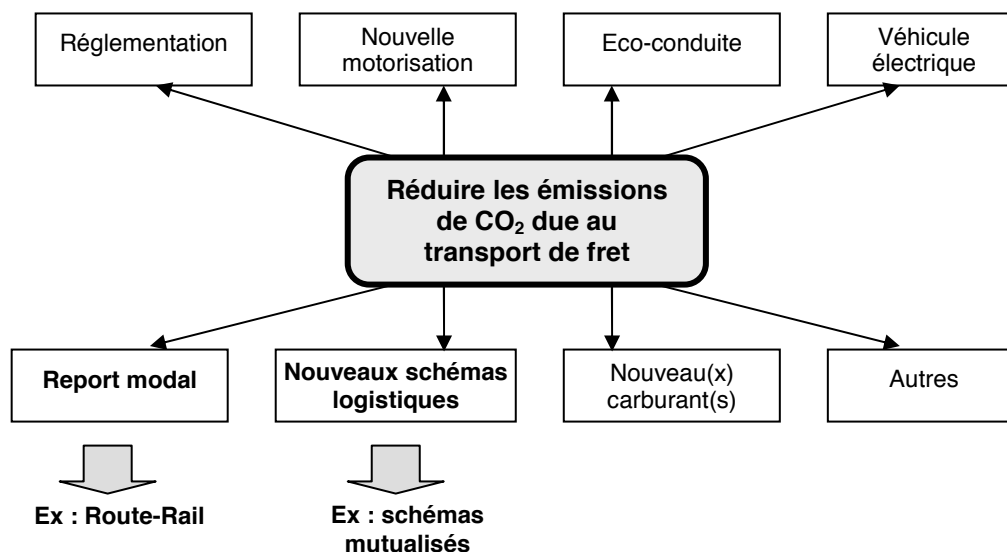 Réglementation
Nouvelle
motorisation
Eco-conduite
Véhicule
électrique
Réduire les émissions
de CO₂ due au
transport de fret
Report modal
Nouveaux schémas
logistiques
Nouveau(x)
carburant(s)
Autres
Ex : Route-Rail
Ex : schémas
mutualisés